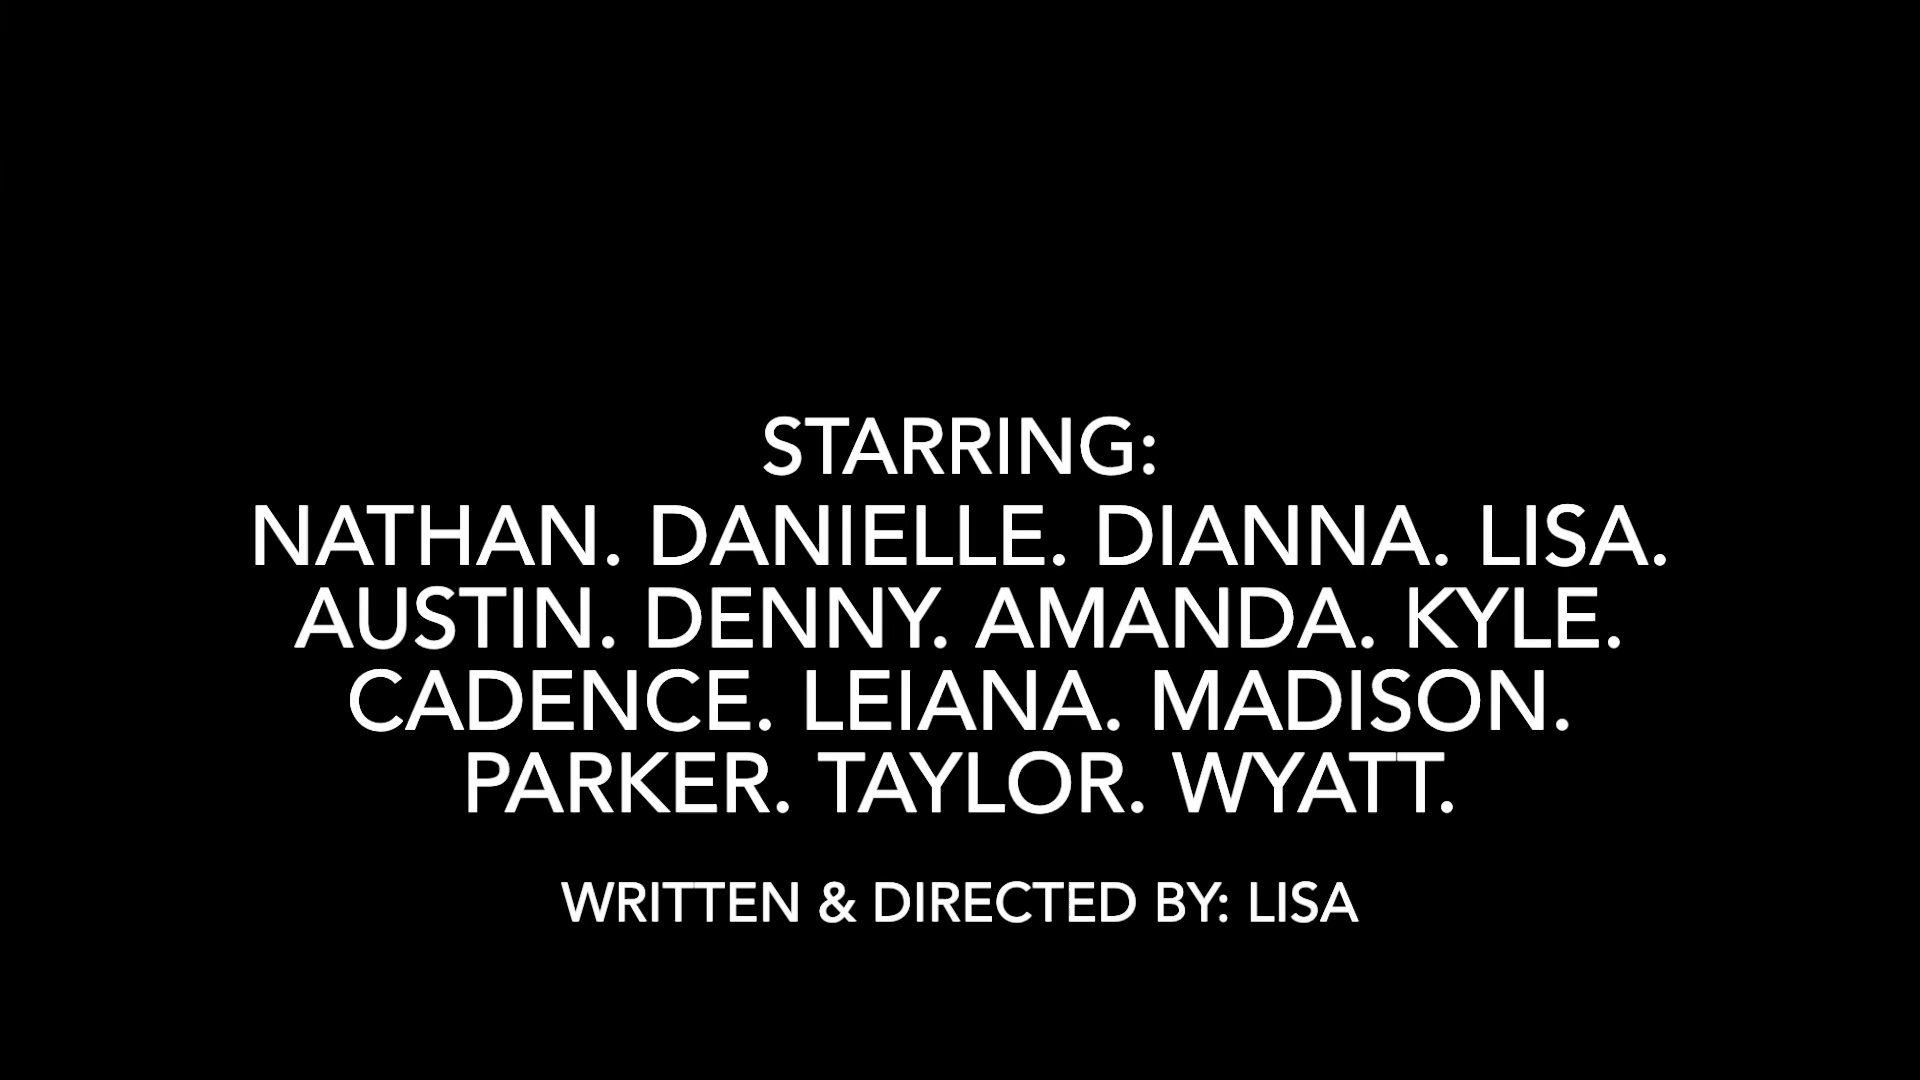 STARRING:
NATHAN. DANIELLE. DIANNA. LISA.
AUSTIN. DENNY. AMANDA. KYLE.
CADENCE. LEIANA. MADISON.
PARKER. TAYLOR. WYATT.
WRITTEN & DIRECTED BY: LISA